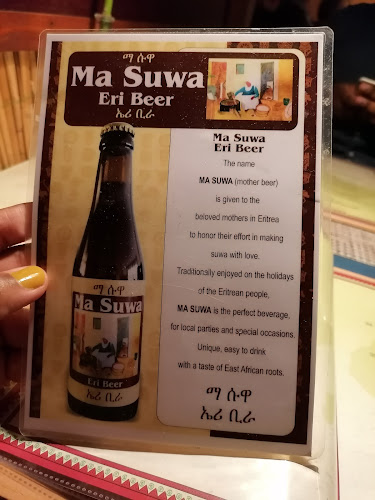 ማ ሱዋ
Ma Suwa
Eri Beer
ኤሪ ቢራ
Ma Suwa
Eri Beer
The name
MA SUWA (mother beer)
is given to the
beloved mothers in Eritrea
to honor their effort in making
suwa with love.
Traditionally enjoyed on the holidays
of the Eritrean people,
MA SUWA is the perfect beverage,
for local parties and special occasions.
Unique, easy to drink
with a taste of East African roots.
ማ ሱዋ
ኤሪ ቢራ
ማ ሱዋ
Ma Suwa
Eri Beer
ኤሪ ቢራ